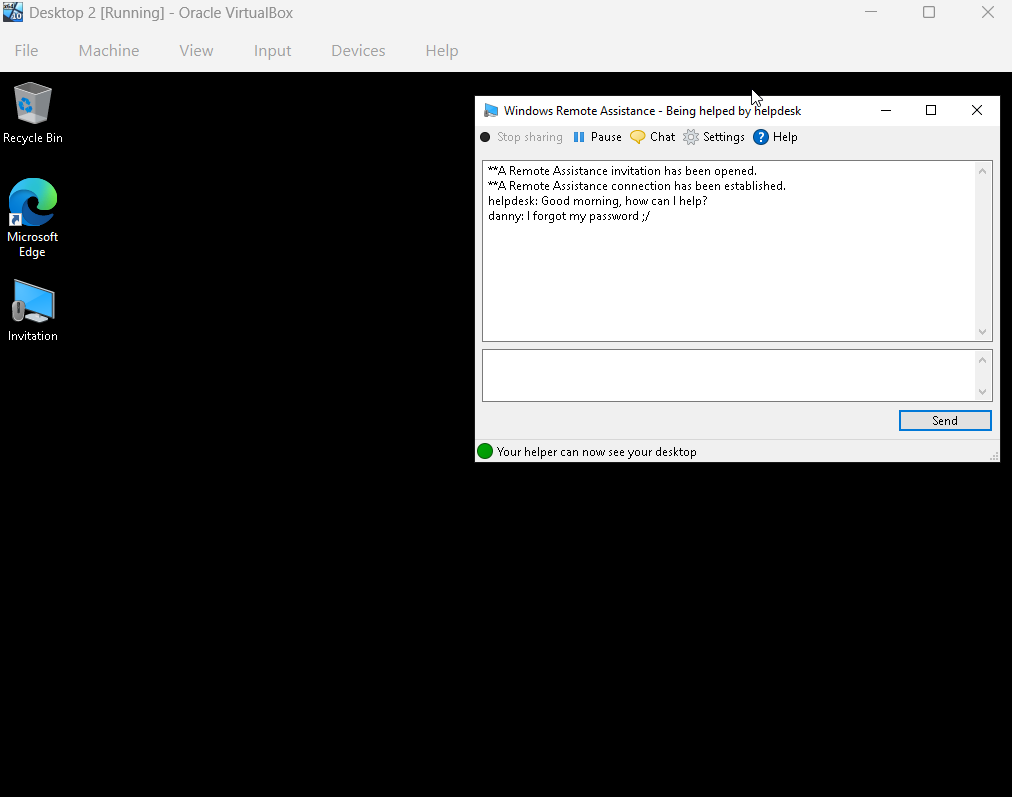 Desktop 2 [Running] - Oracle VirtualBox
File Machine View Input Devices Help
Recycle Bin
Microsoft
Edge
Invitation
Windows Remote Assistance - Being helped by helpdesk
Stop sharing Pause Chat Settings Help
**A Remote Assistance invitation has been opened.
**A Remote Assistance connection has been established.
helpdesk: Good morning, how can I help?
danny: I forgot my password ;/
Send
Your helper can now see your desktop